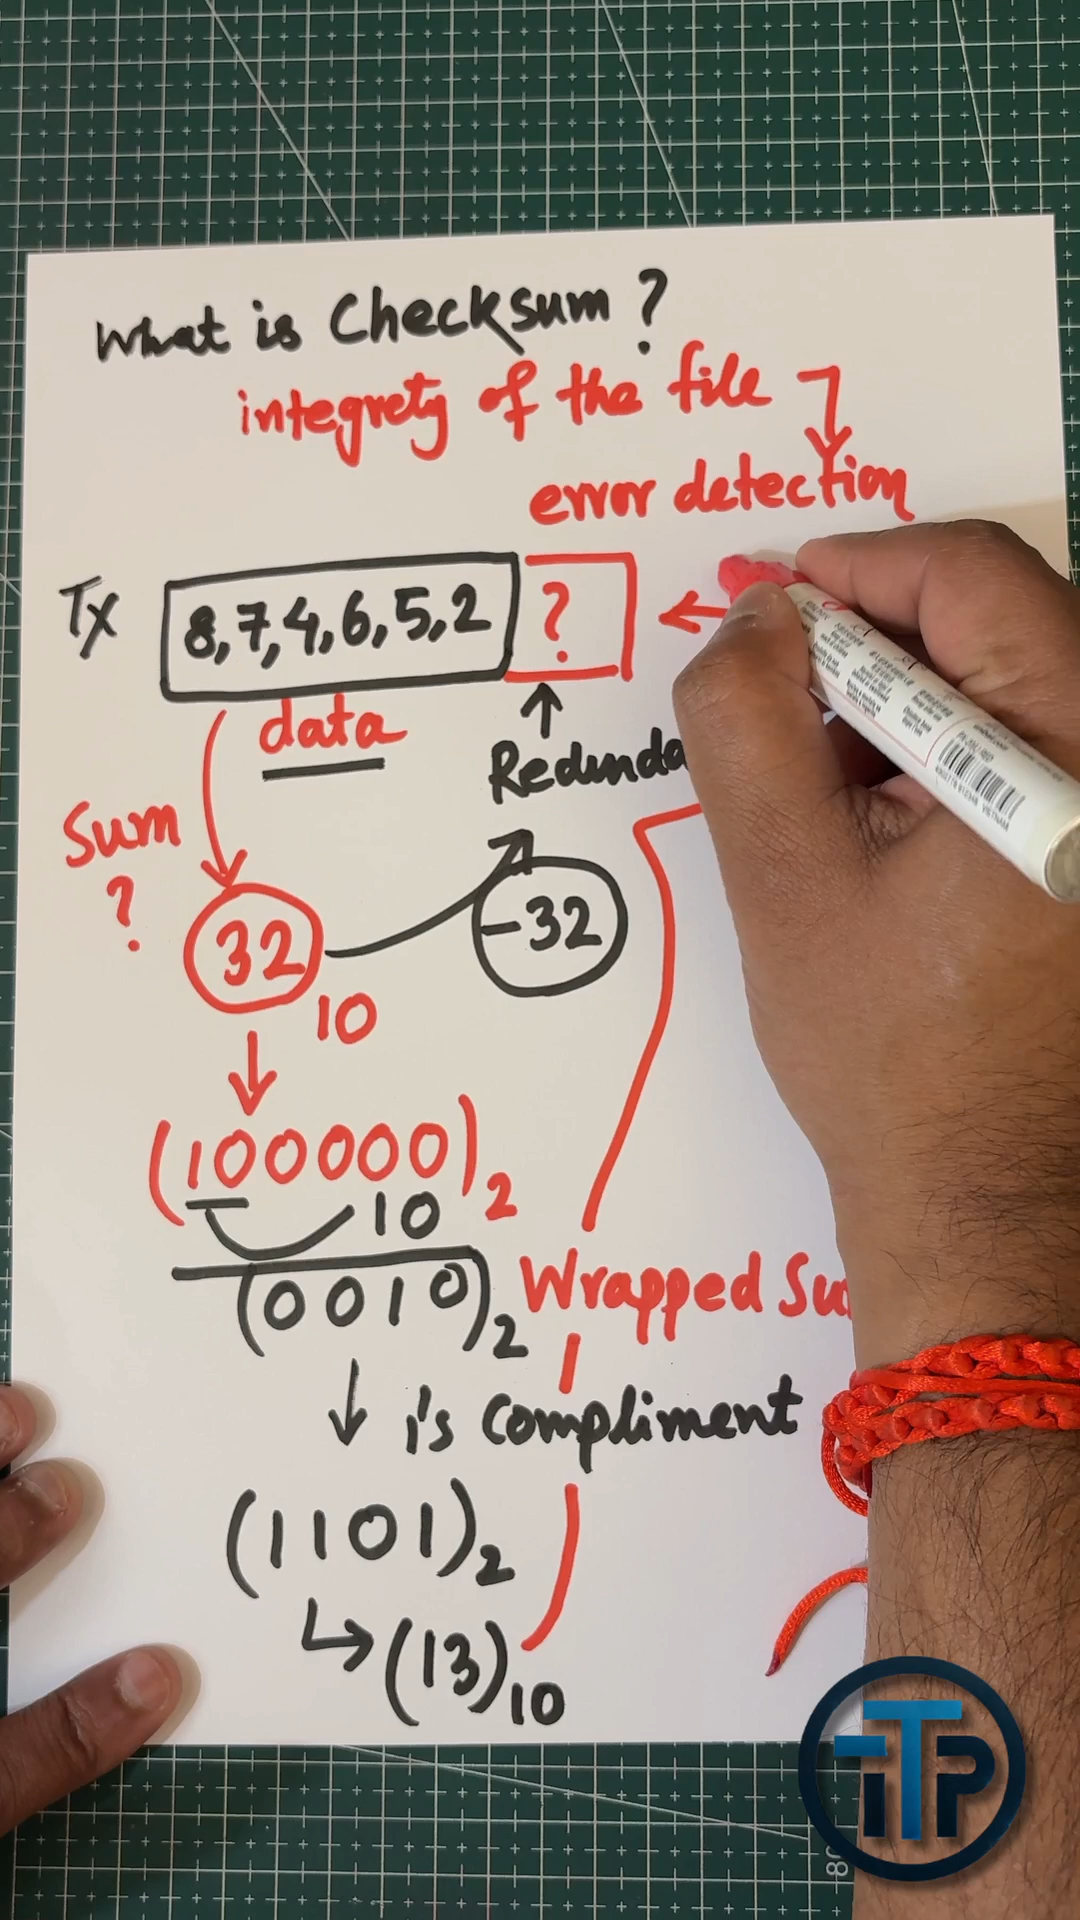 What is Checksum ?
integrety of the file
error detection
Tx 8,7,4,6,5,2 ?
data
Sum
?
32
10
-32
(100000)2
10
(0010)2 Wrapped
1's Compliment
(1101)2
(13)10
ITP